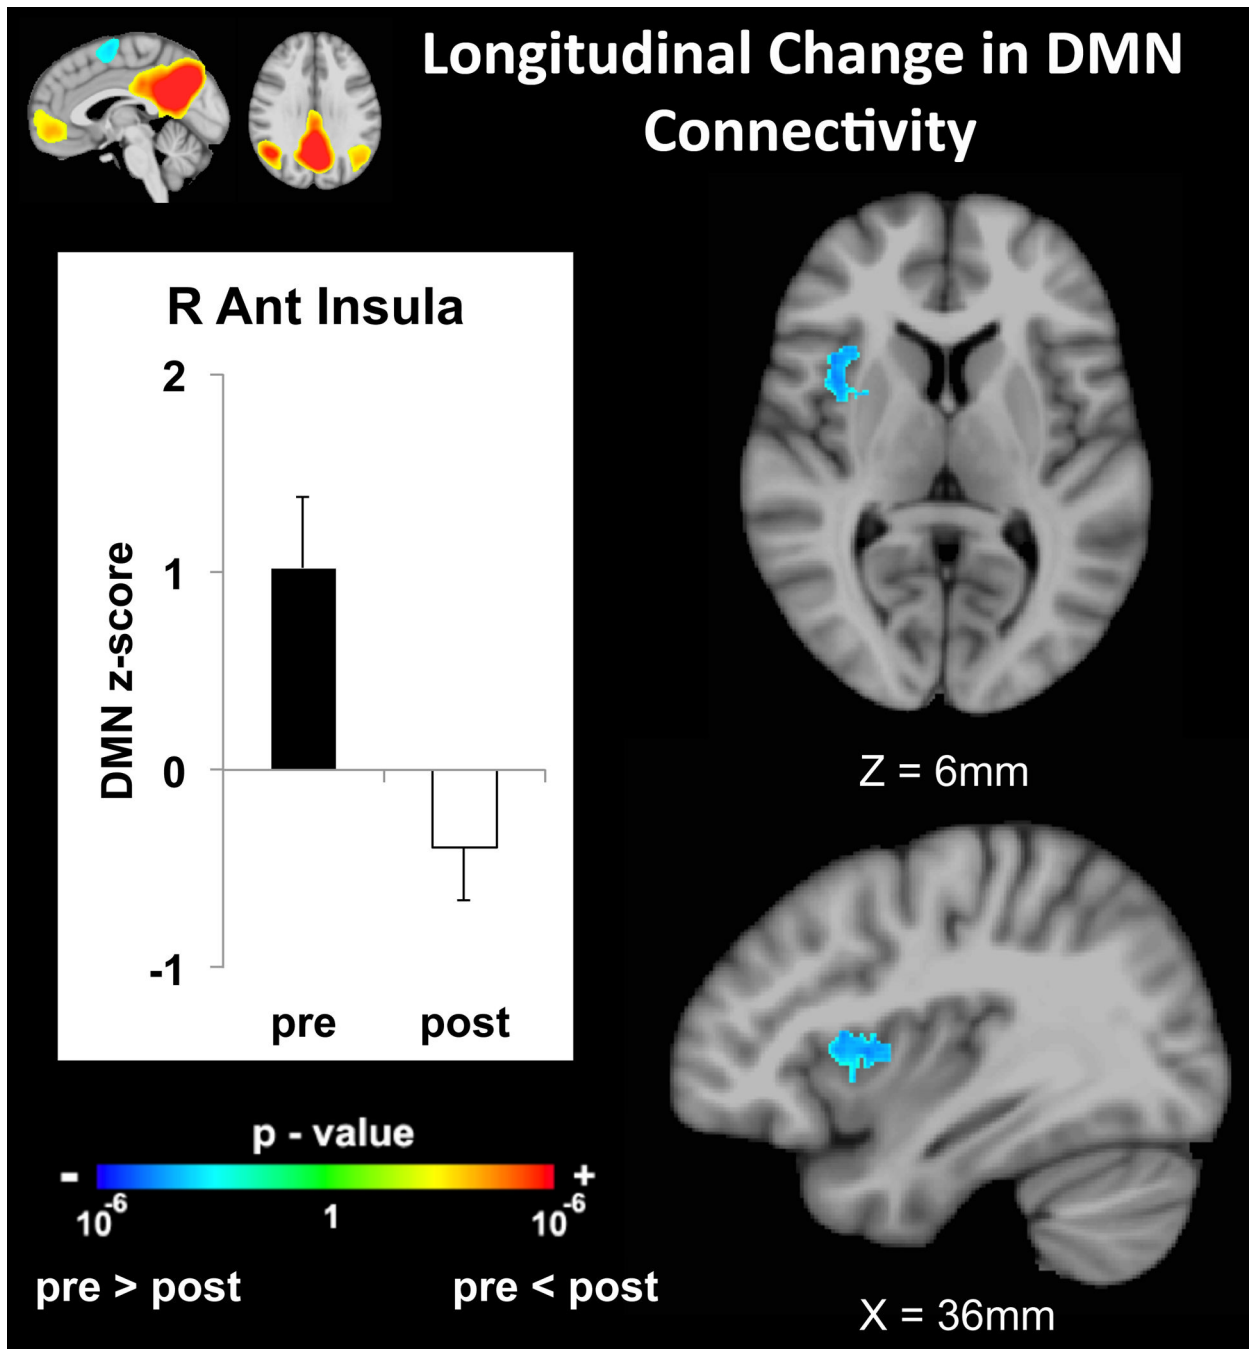 Longitudinal Change in DMN
Connectivity
R Ant Insula
2
1
0
-1
DMN z-score
pre post
Z = 6mm
p - value
- +
10-6 1 10-6
pre > post pre < post
X = 36mm